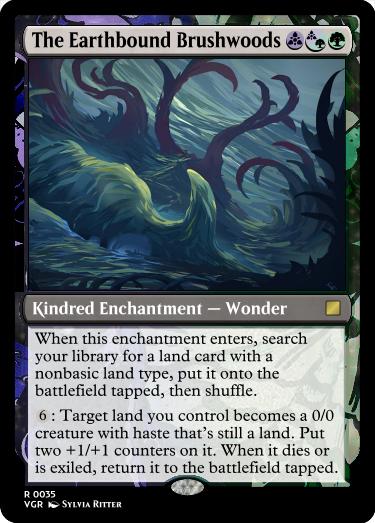 The Earthbound Brushwoods
Kindred Enchantment — Wonder
When this enchantment enters, search
your library for a land card with a
nonbasic land type, put it onto the
battlefield tapped, then shuffle.
6 : Target land you control becomes a 0/0
creature with haste that's still a land. Put
two +1/+1 counters on it. When it dies or
is exiled, return it to the battlefield tapped.
R 0035
VGR SYLVIA RITTER